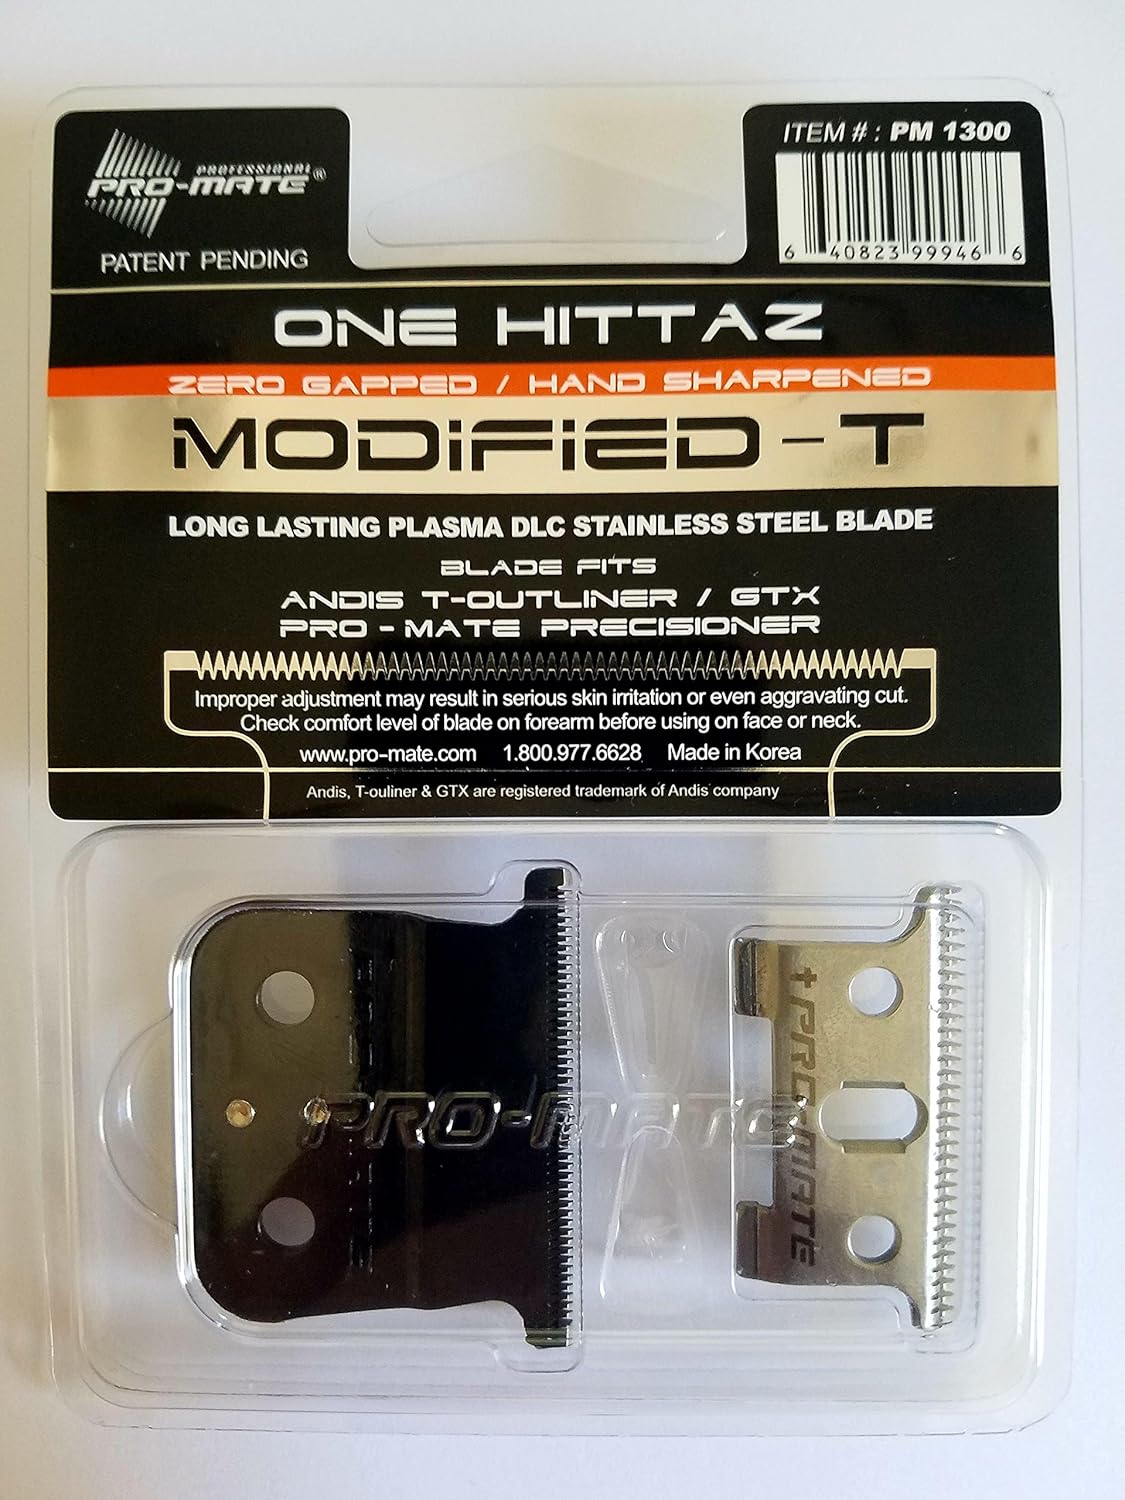 PROFESSIONAL
PRO-MATE®
PATENT PENDING
ITEM # : PM 1300
6 40823 99946 6
ONE HITTAZ
ZERO GAPPED / HAND SHARPENED
MODiFiED-T
LONG LASTING PLASMA DLC STAINLESS STEEL BLADE
BLADE FITS
ANDIS T-OUTLINER / GTX
PRO-MATE PRECISIONER
Improper adjustment may result in serious skin irritation or even aggravating cut.
Check comfort level of blade on forearm before using on face or neck.
www.pro-mate.com 1.800.977.6628 Made in Korea
Andis, T-ouliner & GTX are registered trademark of Andis company
PRO-MATE
+PRO-MATE